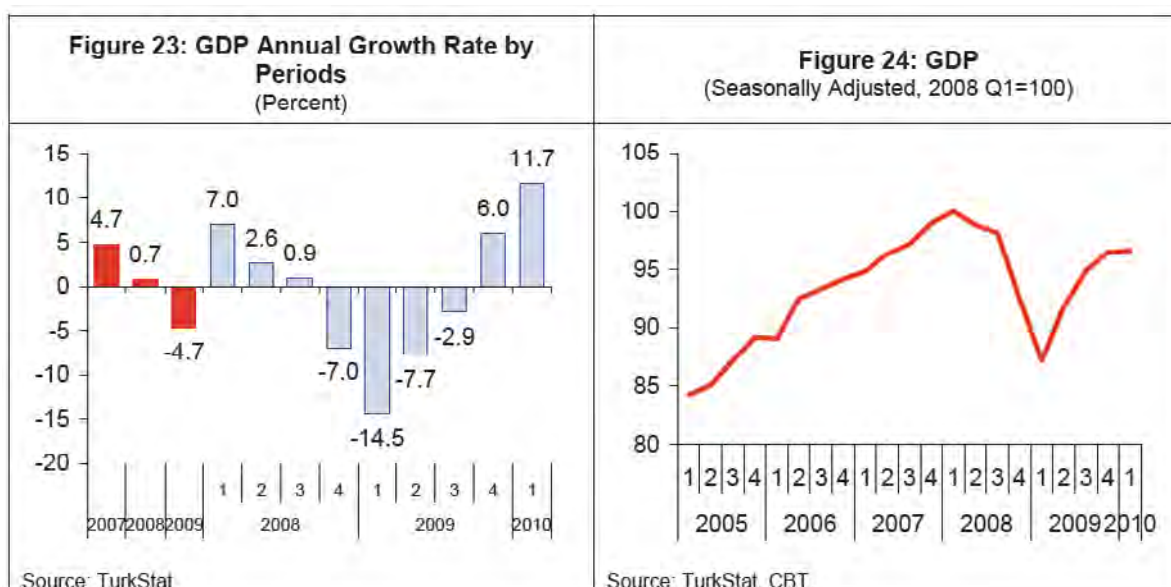 Figure 23: GDP Annual Growth Rate by
Periods
(Percent)
15
10
5
0
-5
-10
-15
-20
4.7
0.7
-4.7
7.0
2.6
0.9
-7.0
-14.5
-7.7
-2.9
6.0
11.7
1 2 3 4 1 2 3 4 1
2007 2008 2009 2008 2009 2010
Source: TurkStat
Figure 24: GDP
(Seasonally Adjusted, 2008 Q1=100)
105
100
95
90
85
80
1 2 3 4 1 2 3 4 1 2 3 4 1 2 3 4 1 2 3 4 1
2005 2006 2007 2008 2009 2010
Source: TurkStat, CBT